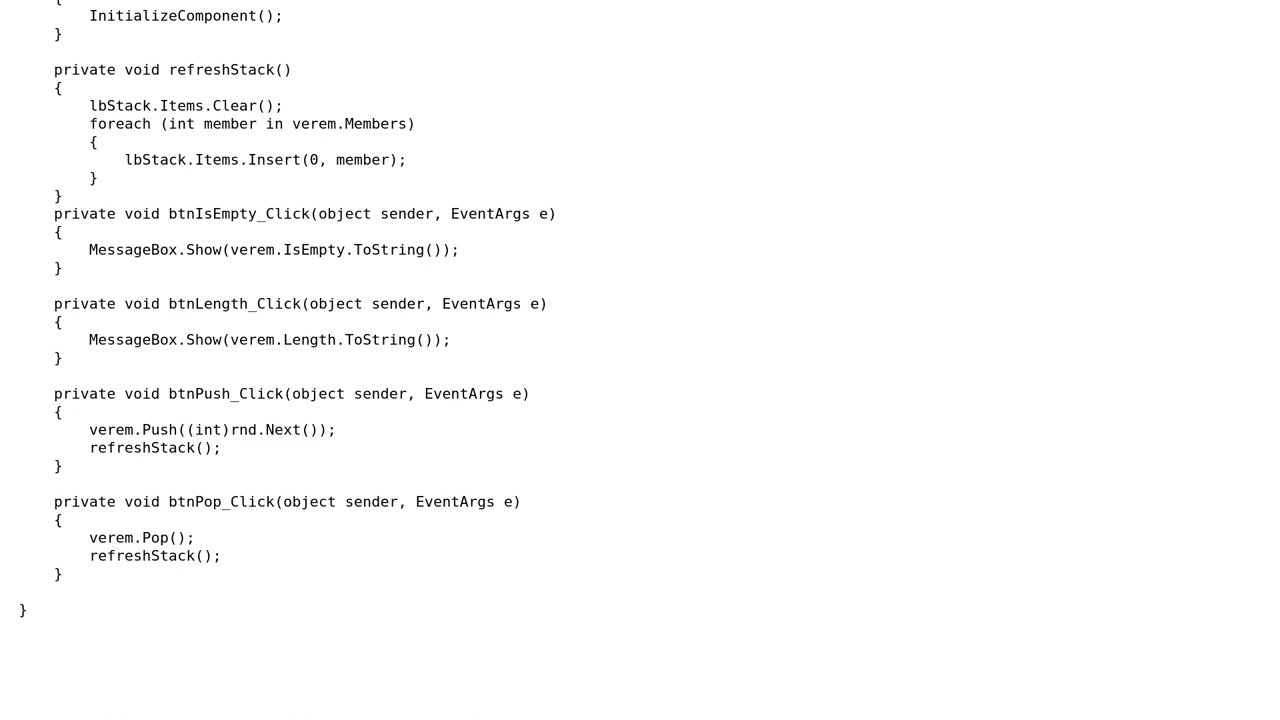 {
InitializeComponent();
}
private void refreshStack()
{
lbStack.Items.Clear();
foreach (int member in verem.Members)
{
lbStack.Items.Insert(0, member);
}
}
private void btnIsEmpty_Click(object sender, EventArgs e)
{
MessageBox.Show(verem.IsEmpty.ToString());
}
private void btnLength_Click(object sender, EventArgs e)
{
MessageBox.Show(verem.Length.ToString());
}
private void btnPush_Click(object sender, EventArgs e)
{
verem.Push((int)rnd.Next());
refreshStack();
}
private void btnPop_Click(object sender, EventArgs e)
{
verem.Pop();
refreshStack();
}
}